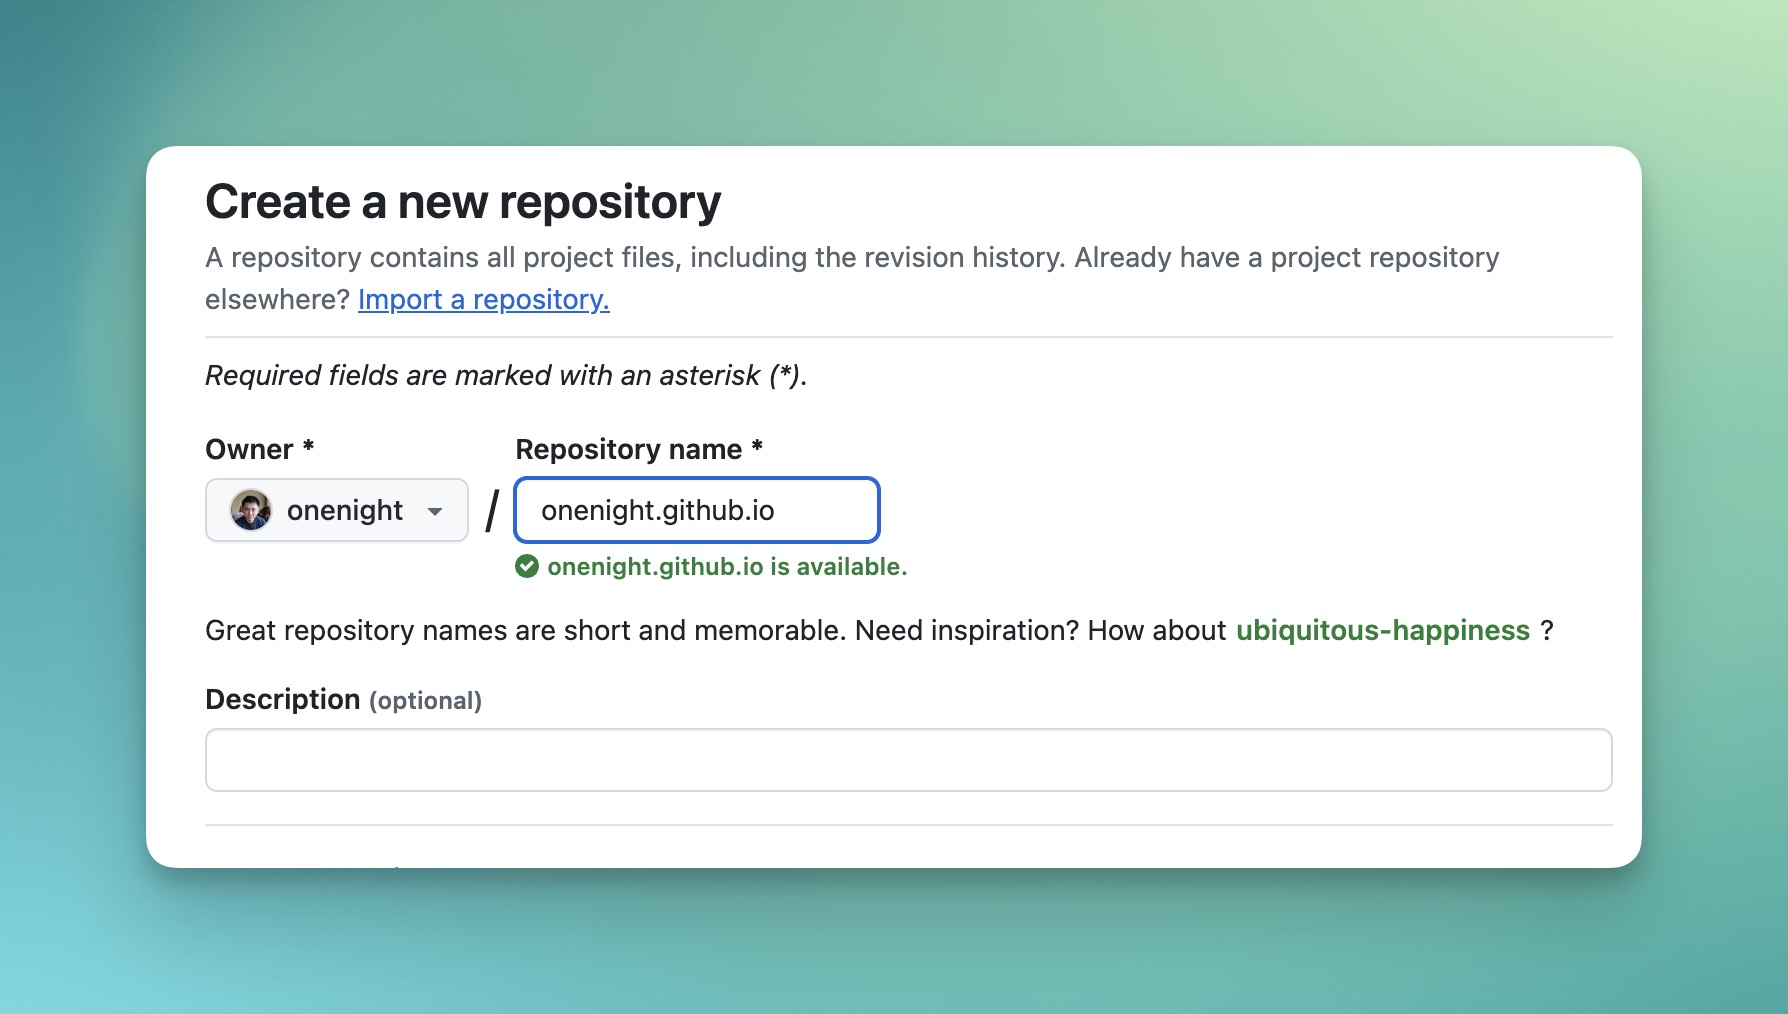 Create a new repository
A repository contains all project files, including the revision history. Already have a project repository
elsewhere? Import a repository.
Required fields are marked with an asterisk (*).
Owner * Repository name *
onenight / onenight.github.io
onenight.github.io is available.
Great repository names are short and memorable. Need inspiration? How about ubiquitous-happiness ?
Description (optional)